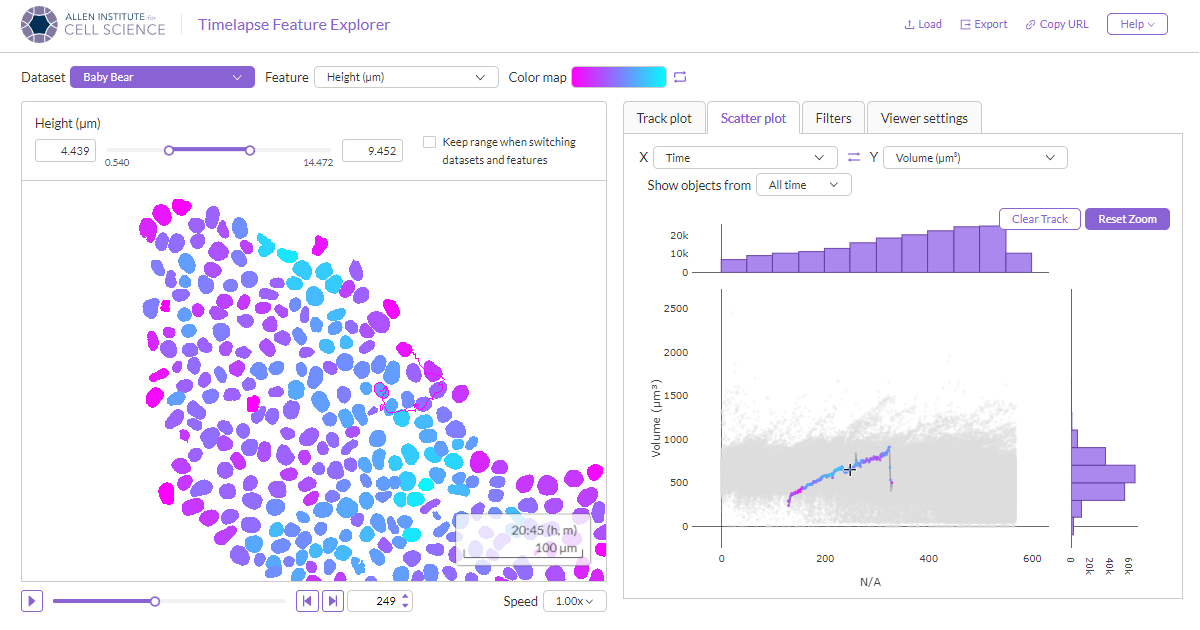 ALLEN INSTITUTE for
CELL SCIENCE
Timelapse Feature Explorer
Load
Export
Copy URL
Help
Dataset
Baby Bear
Feature
Height (µm)
Color map
Height (µm)
4.439
0.540
14.472
9.452
Keep range when switching
datasets and features
20:45 (h, m)
100 µm
249
Speed
1.00x
Track plot
Scatter plot
Filters
Viewer settings
X
Time
Y
Volume (µm³)
Show objects from
All time
Clear Track
Reset Zoom
20k
10k
0
2500
2000
1500
1000
500
0
Volume (µm³)
0
200
400
600
N/A
0
20k
40k
60k